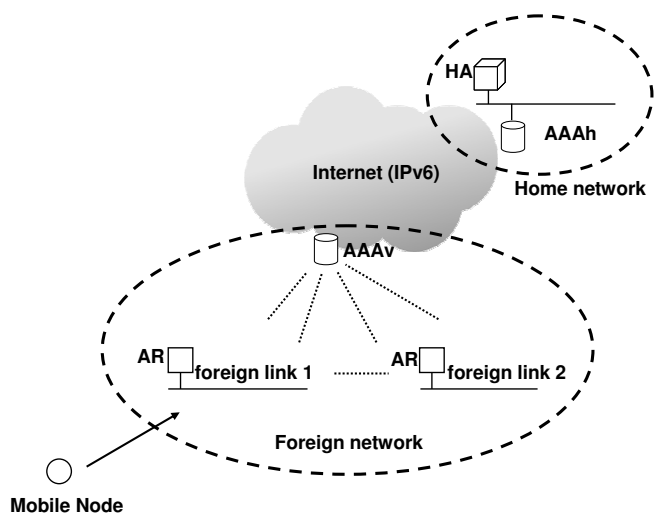 HA
AAAh
Internet (IPv6)
Home network
AAAv
AR
foreign link 1
AR
foreign link 2
Foreign network
Mobile Node